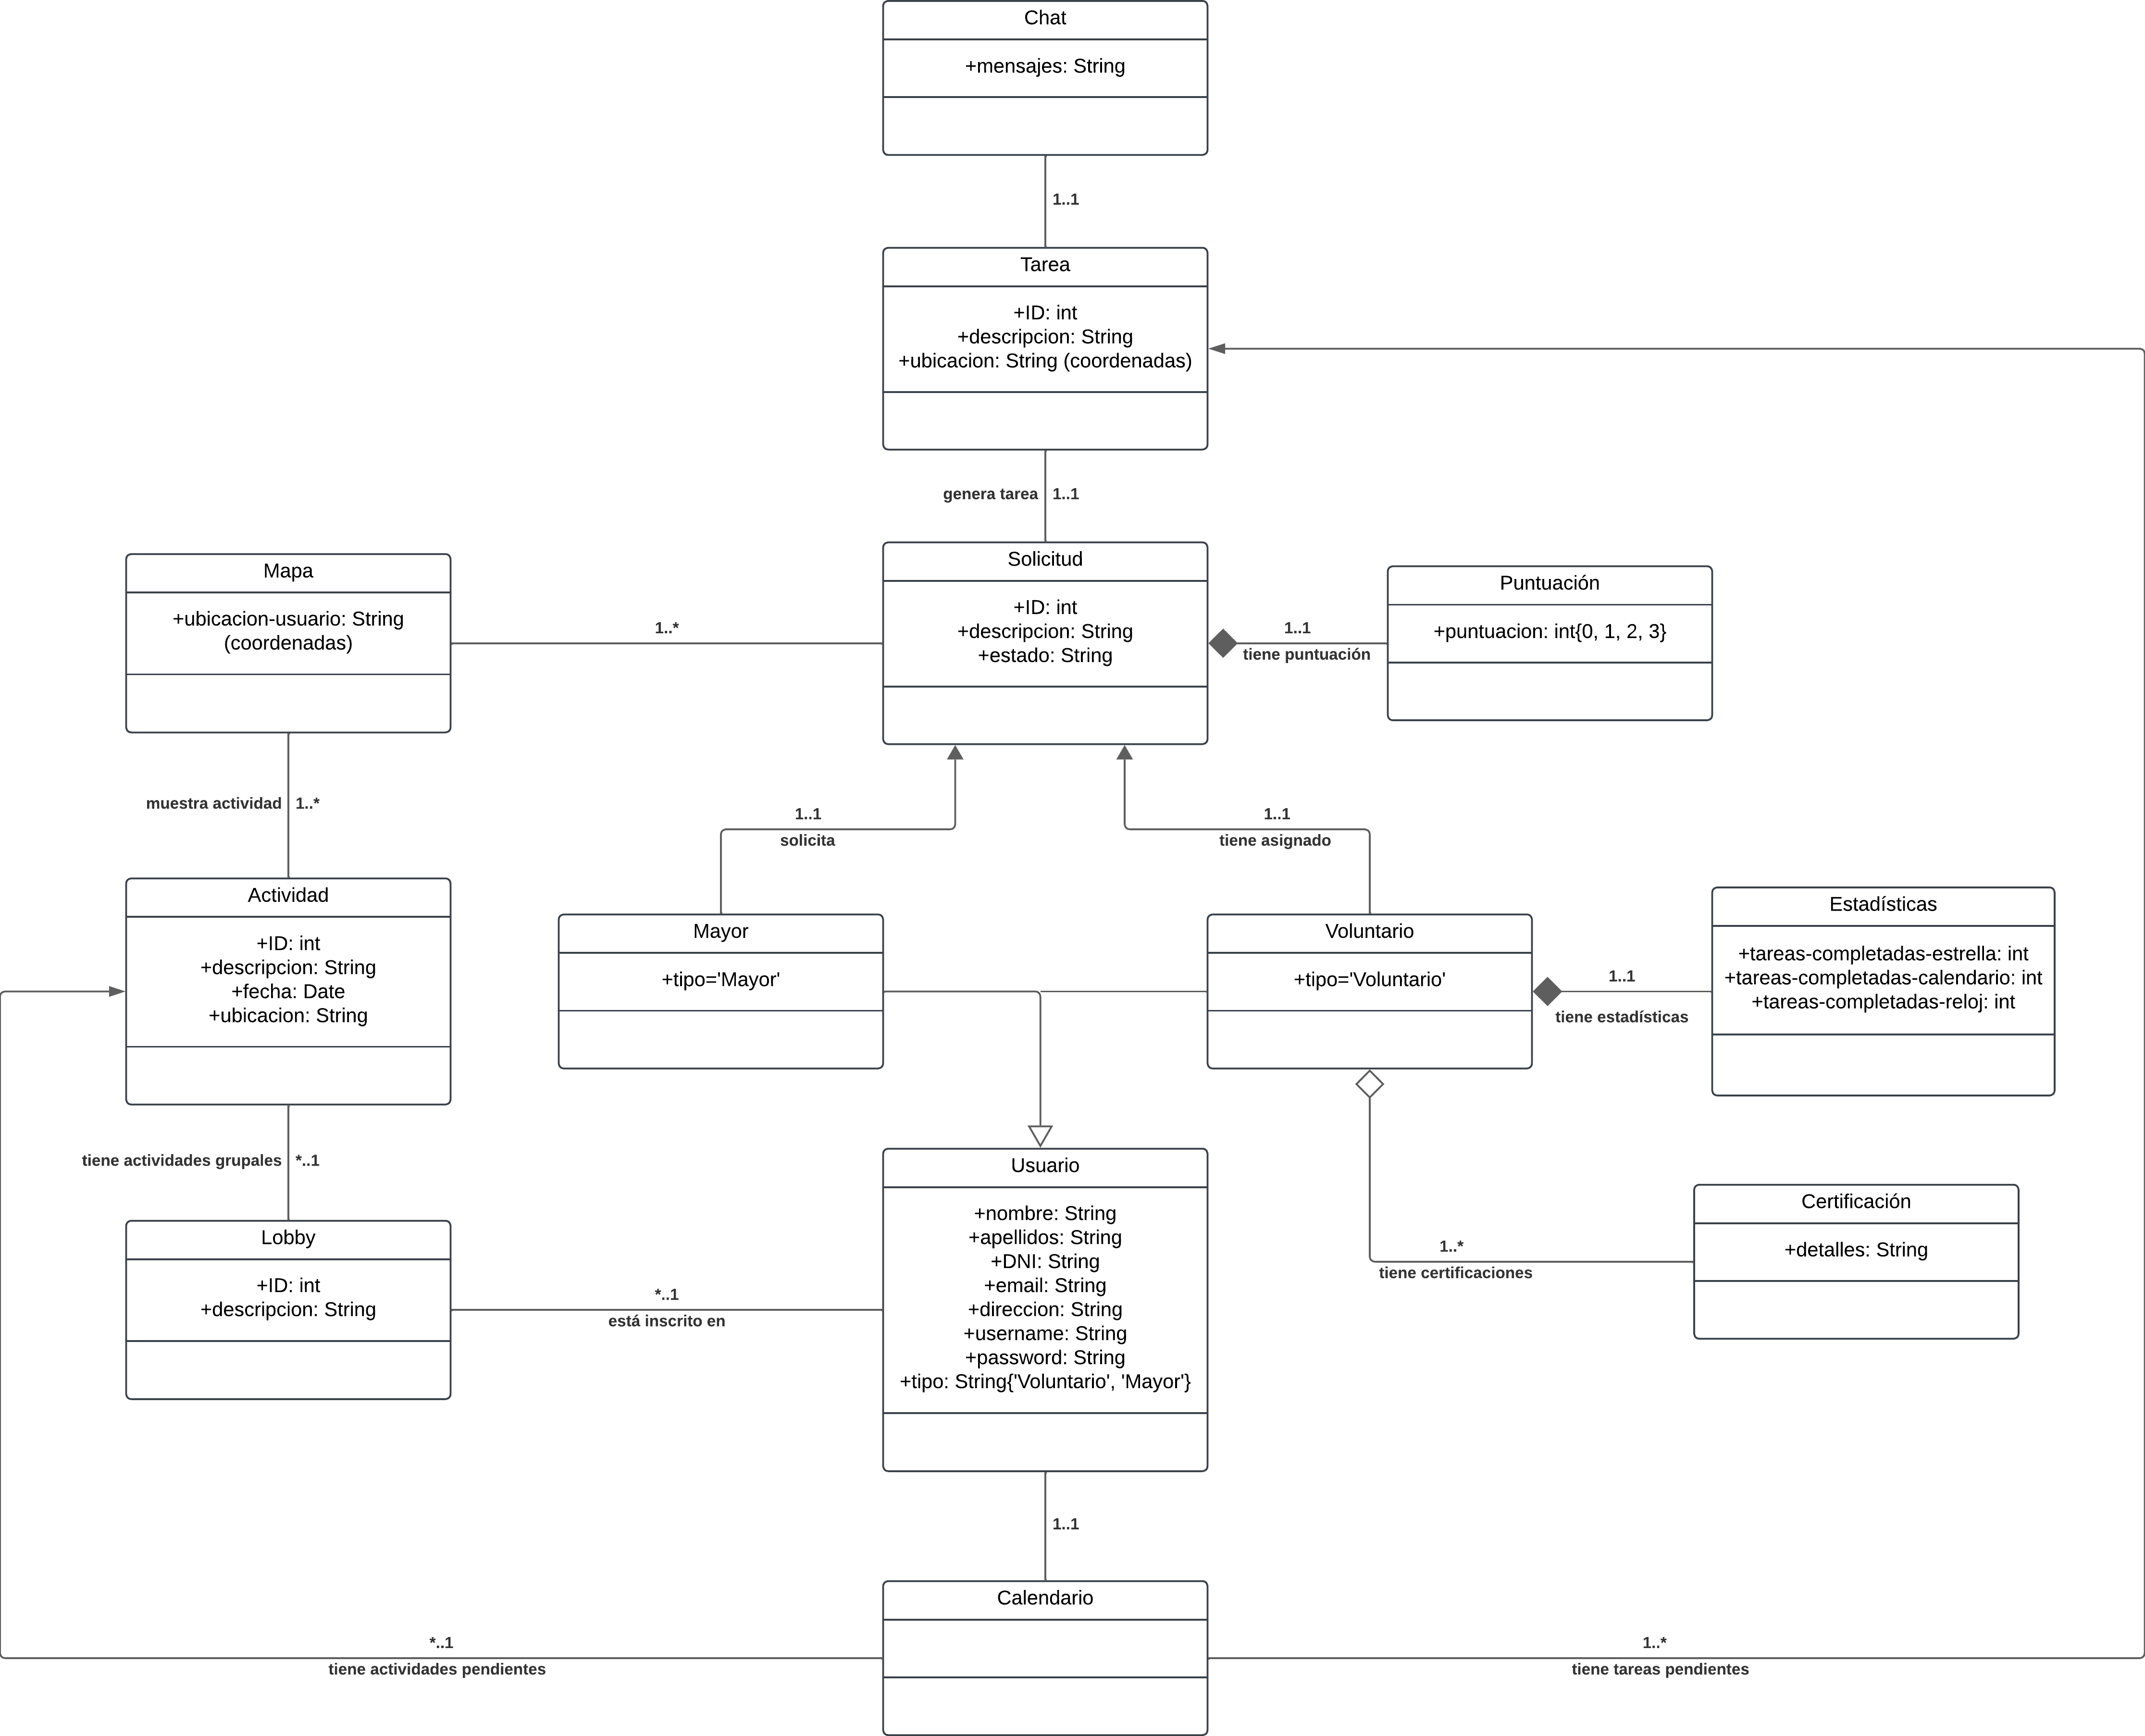 Chat
+mensajes: String
1..1
Tarea
+ID: int
+descripcion: String
+ubicacion: String (coordenadas)
genera tarea
1..1
Mapa
+ubicacion-usuario: String
(coordenadas)
1..*
Solicitud
+ID: int
+descripcion: String
+estado: String
1..1
tiene puntuación
Puntuación
+puntuacion: int{0, 1, 2, 3}
muestra actividad
1..*
1..1
solicita
1..1
tiene asignado
Actividad
+ID: int
+descripcion: String
+fecha: Date
+ubicacion: String
Mayor
+tipo='Mayor'
Voluntario
+tipo='Voluntario'
1..1
tiene estadísticas
Estadísticas
+tareas-completadas-estrella: int
+tareas-completadas-calendario: int
+tareas-completadas-reloj: int
tiene actividades grupales
*..1
Lobby
+ID: int
+descripcion: String
*..1
está inscrito en
Usuario
+nombre: String
+apellidos: String
+DNI: String
+email: String
+direccion: String
+username: String
+password: String
+tipo: String{'Voluntario', 'Mayor'}
1..*
tiene certificaciones
Certificación
+detalles: String
1..1
Calendario
*..1
tiene actividades pendientes
1..*
tiene tareas pendientes